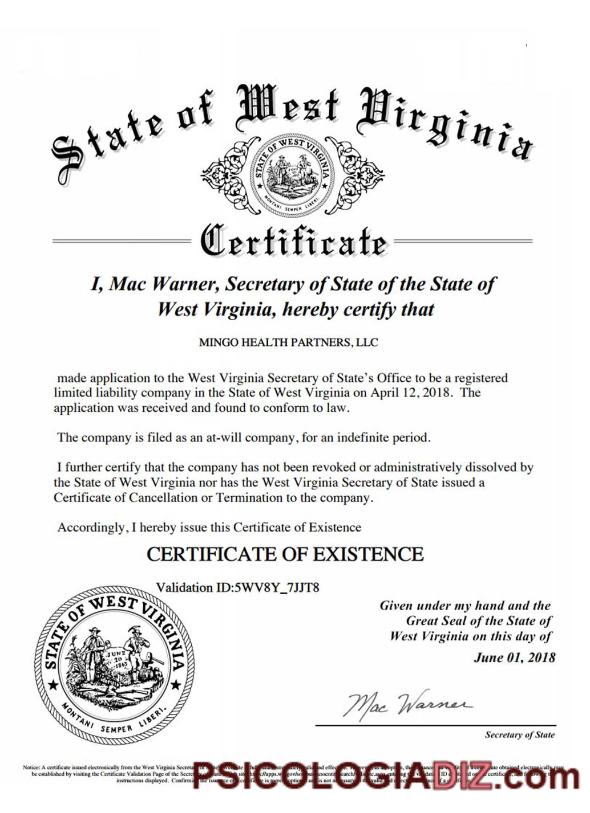 State of West Virginia
STATE OF WEST VIRGINIA
MONTANI SEMPER LIBERI.
Certificate
I, Mac Warner, Secretary of State of the State of
West Virginia, hereby certify that
MINGO HEALTH PARTNERS, LLC
made application to the West Virginia Secretary of State's Office to be a registered
limited liability company in the State of West Virginia on April 12, 2018. The
application was received and found to conform to law.
The company is filed as an at-will company, for an indefinite period.
I further certify that the company has not been revoked or administratively dissolved by
the State of West Virginia nor has the West Virginia Secretary of State issued a
Certificate of Cancellation or Termination to the company.
Accordingly, I hereby issue this Certificate of Existence
CERTIFICATE OF EXISTENCE
Validation ID:5WV8Y_7JJT8
STATE OF WEST VIRGINIA
JUNE
20
1863
MONTANI SEMPER LIBERI.
Given under my hand and the
Great Seal of the State of
West Virginia on this day of
June 01, 2018
Mac Warner
Secretary of State
Notice: A certificate issued electronically from the West Virginia Secretary obtained electronically may
be established by visiting the Certificate Validation Page of the
instructions displayed.
PSICOLOGIADIZ.com